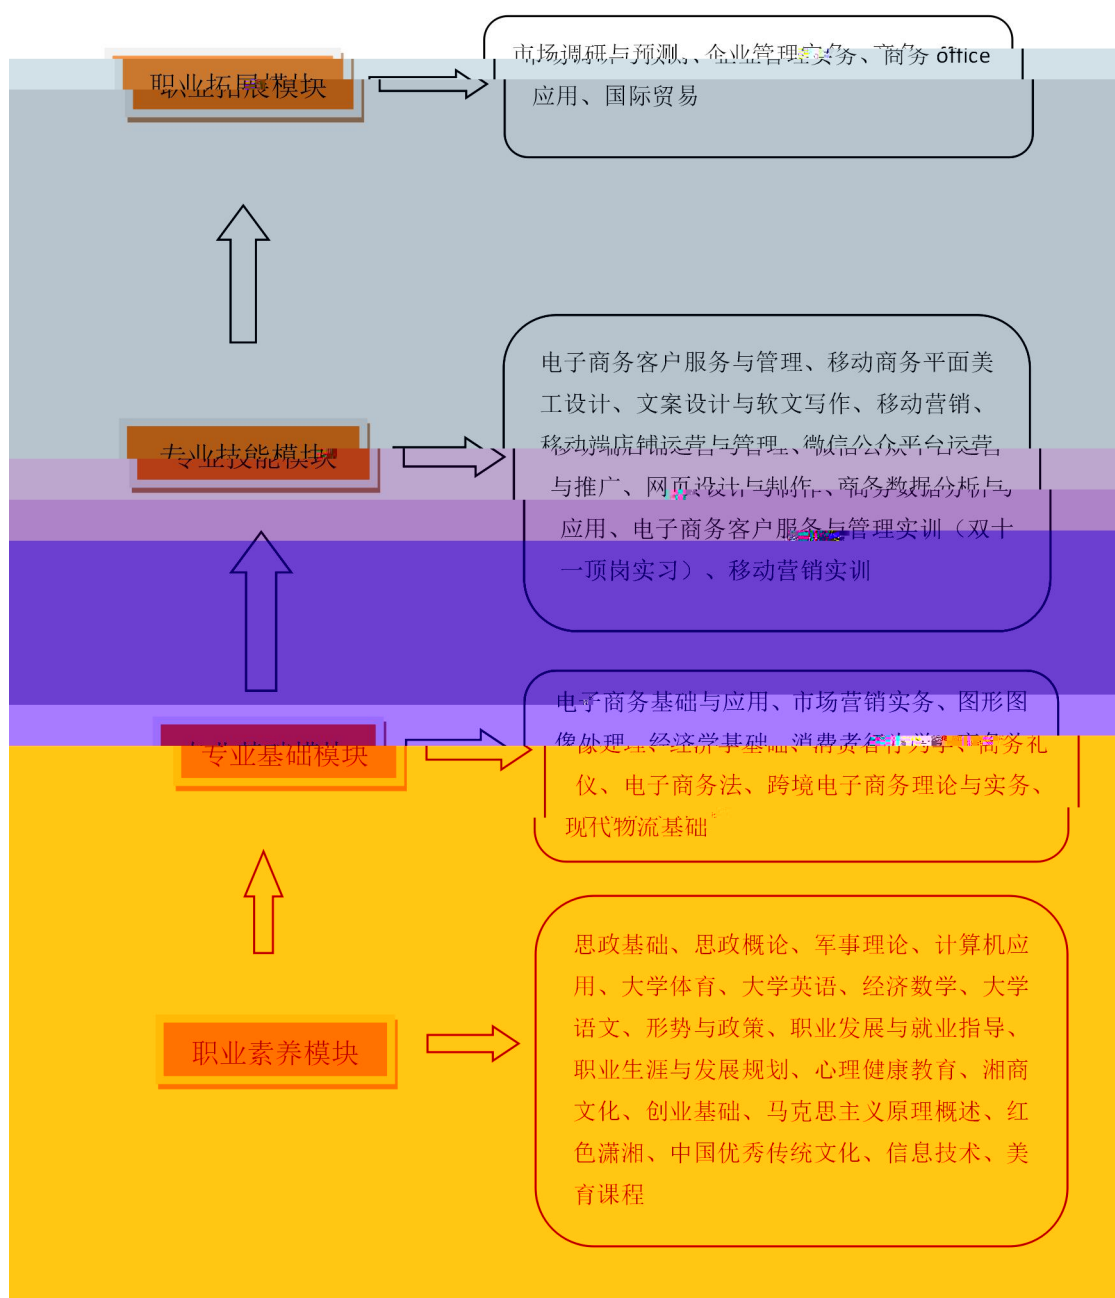 市场调研与预测、企业管理实务、商务 office
应用、国际贸易
职业拓展模块
电子商务客户服务与管理、移动商务平面美
工设计、文案设计与软文写作、移动营销、
移动端店铺运营与管理、微信公众平台运营
与推广、网页设计与制作、商务数据分析与
应用、电子商务客户服务与管理实训（双十
一顶岗实习）、移动营销实训
专业技能模块
电子商务基础与应用、市场营销实务、图形图
像处理、经济学基础、消费者行为学、商务礼
仪、电子商务法、跨境电子商务理论与实务、
现代物流基础
专业基础模块
思政基础、思政概论、军事理论、计算机应
用、大学体育、大学英语、经济数学、大学
语文、形势与政策、职业发展与就业指导、
职业生涯与发展规划、心理健康教育、湘商
文化、创业基础、马克思主义原理概述、红
色潇湘、中国优秀传统文化、信息技术、美
育课程
职业素养模块